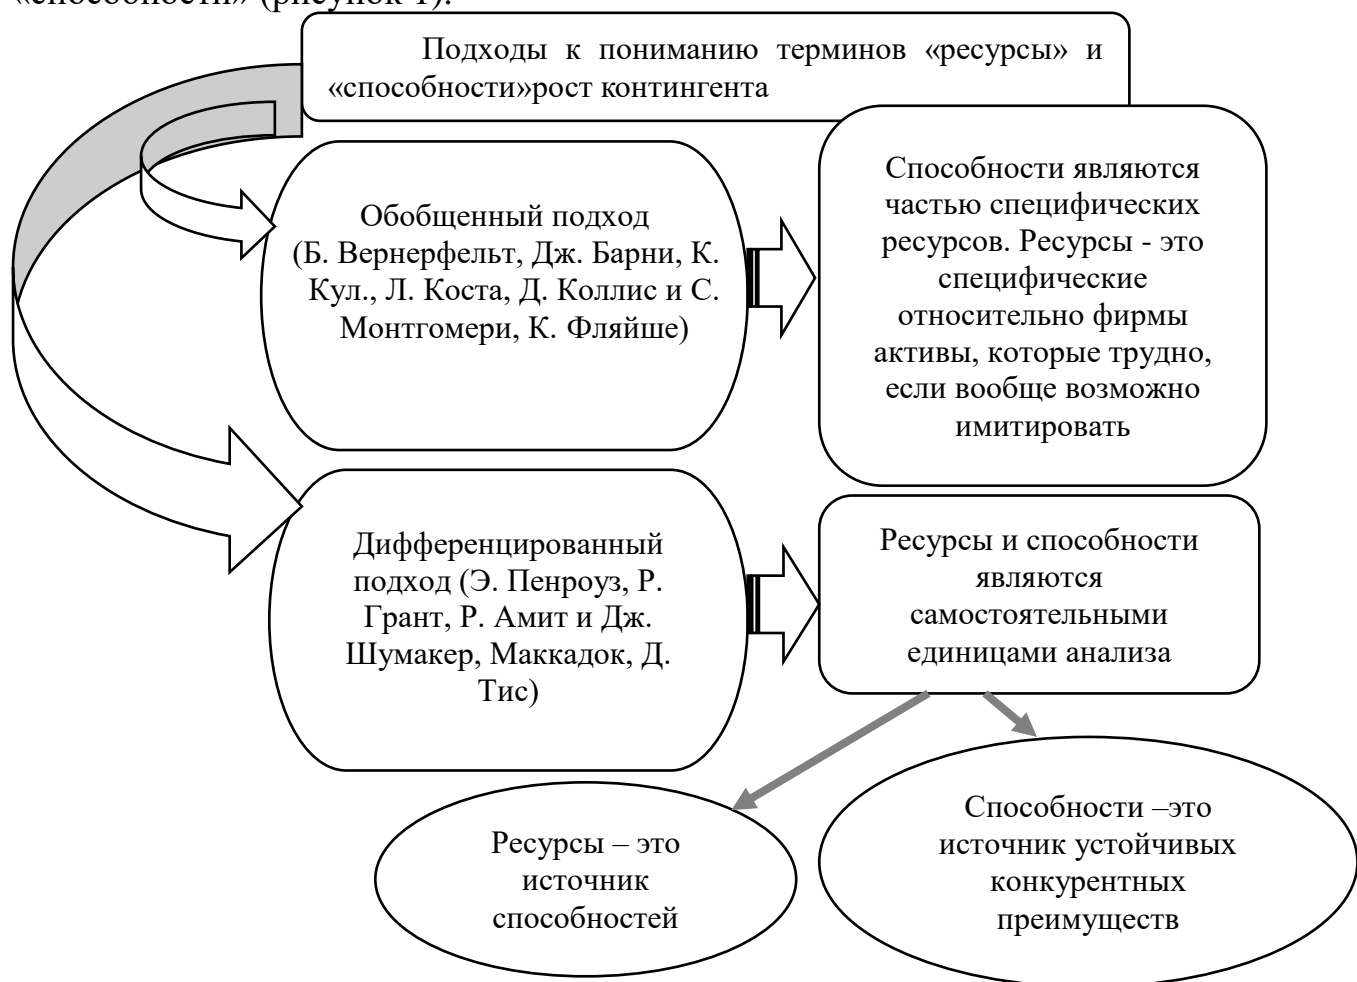 «способности» (рисунок 1).
Подходы к пониманию терминов «ресурсы» и
«способности»рост контингента
Обобщенный подход
(Б. Вернерфельт, Дж. Барни, К.
Кул., Л. Коста, Д. Коллис и С.
Монтгомери, К. Фляйше)
Способности являются
частью специфических
ресурсов. Ресурсы - это
специфические
относительно фирмы
активы, которые трудно,
если вообще возможно
имитировать
Дифференцированный
подход (Э. Пенроуз, Р.
Грант, Р. Амит и Дж.
Шумакер, Маккадок, Д.
Тис)
Ресурсы и способности
являются
самостоятельными
единицами анализа
Ресурсы – это
источник
способностей
Способности –это
источник устойчивых
конкурентных
преимуществ